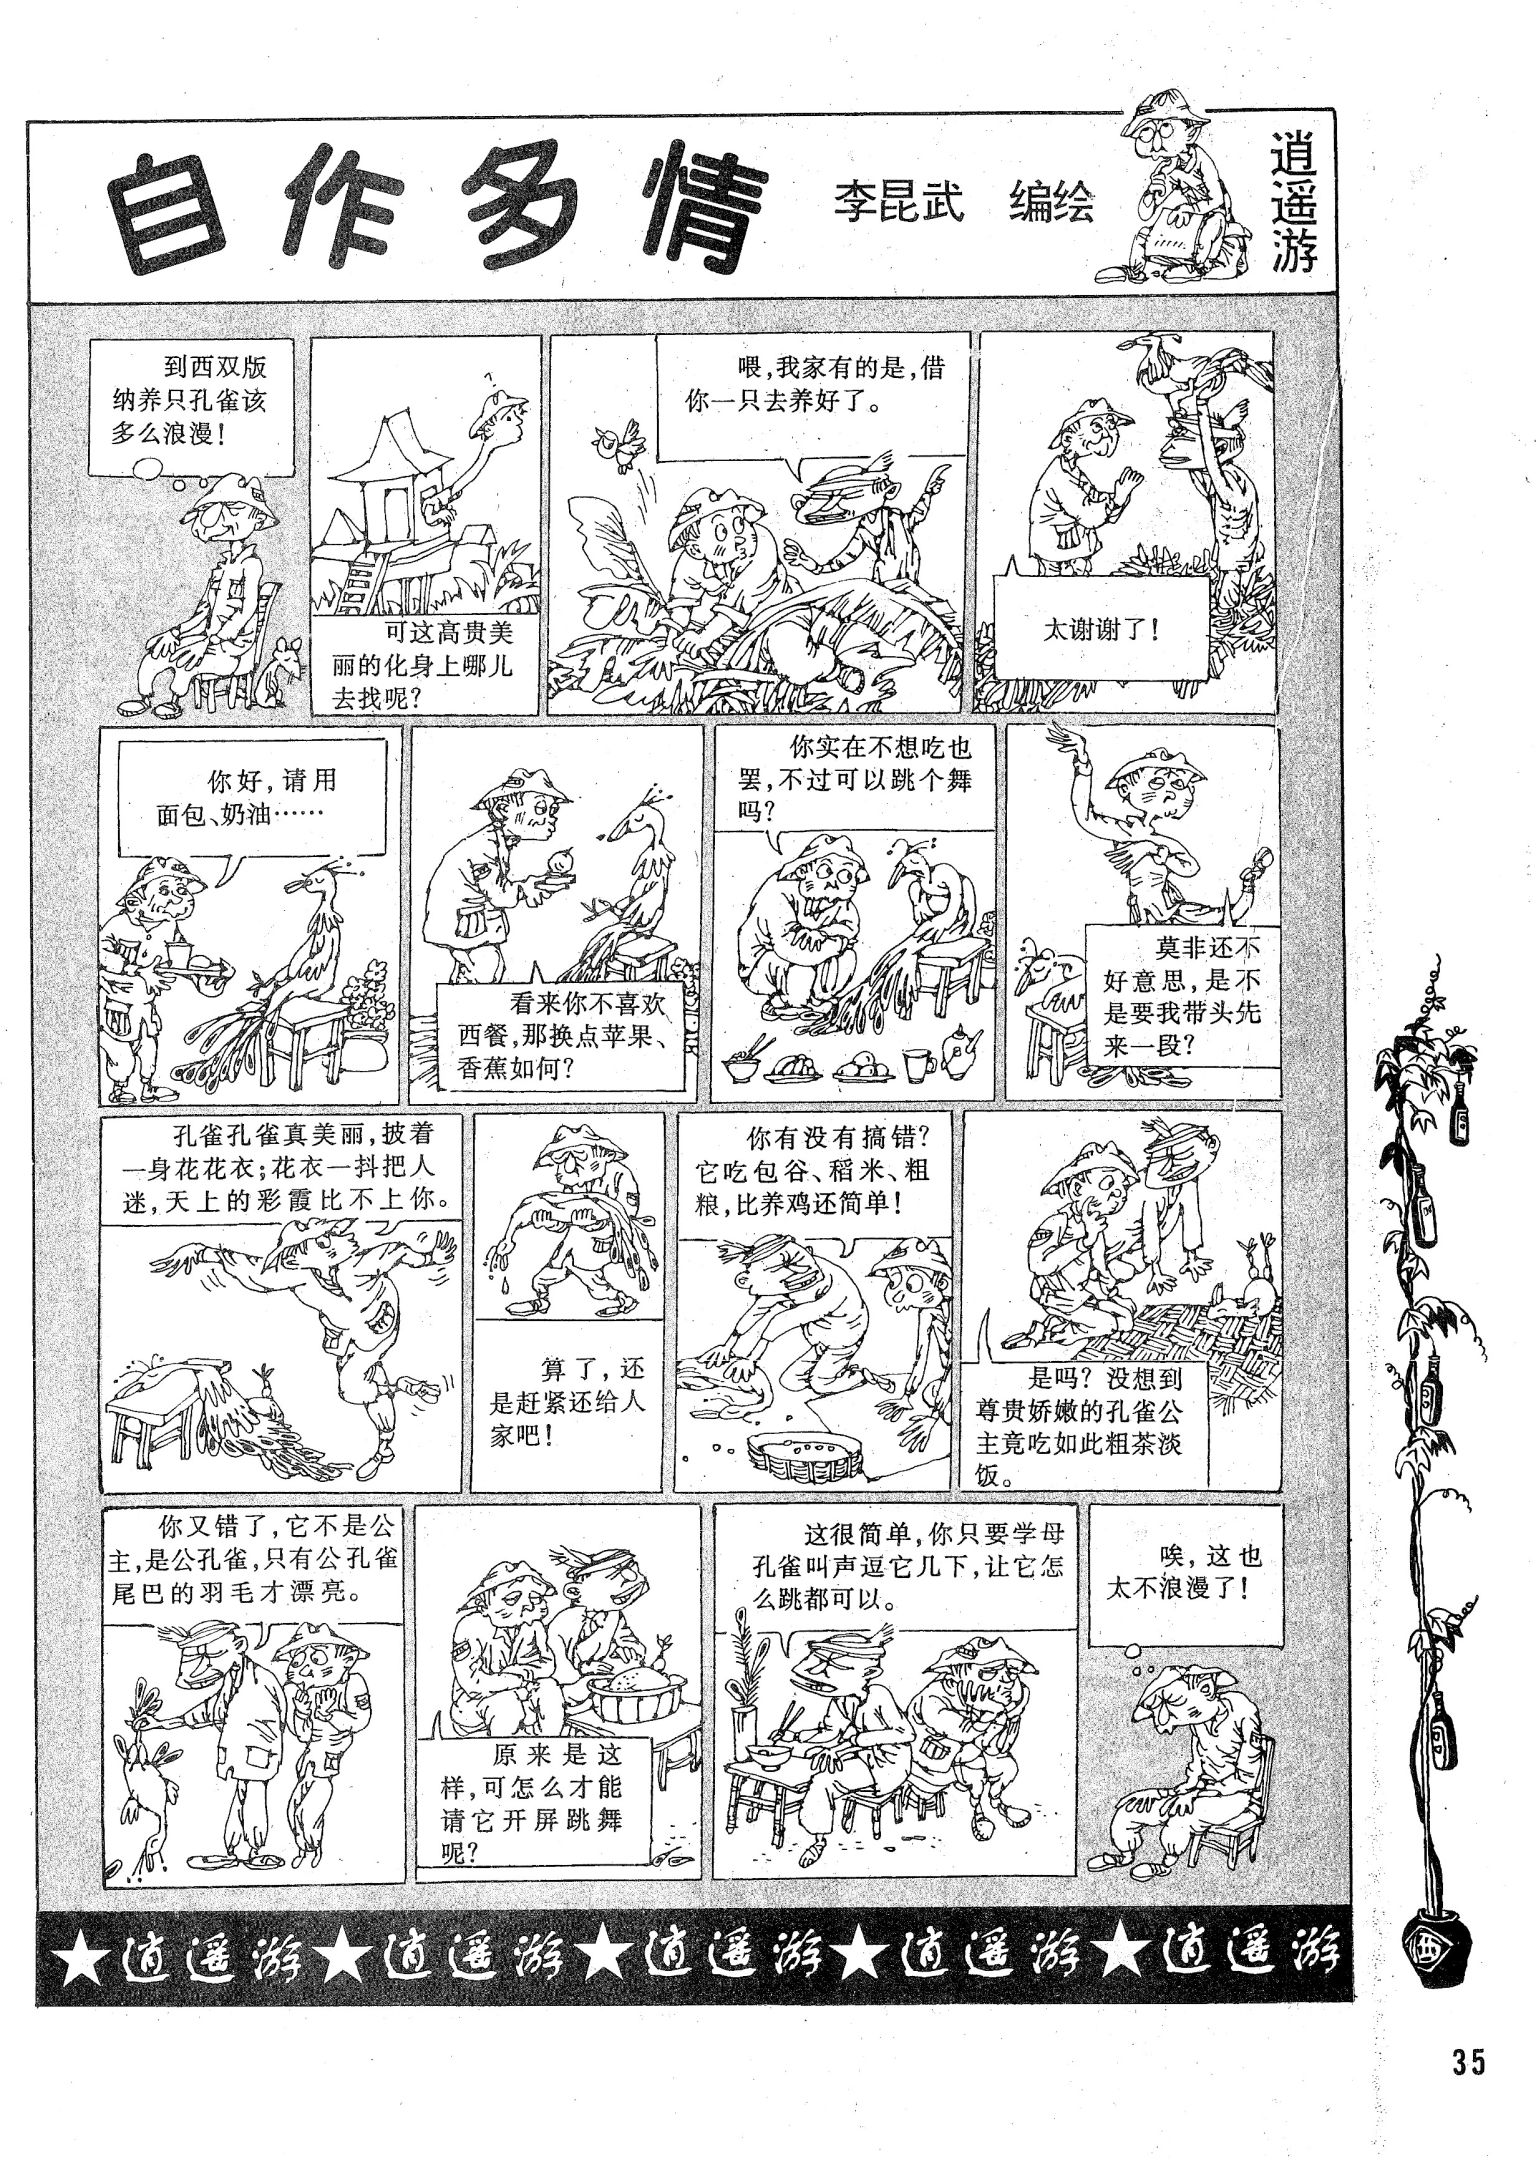 自作多情
李昆武 编绘
逍遥游
到西双版
纳养只孔雀该
多么浪漫！
可这高贵美
丽的化身上哪儿
去找呢？
喂，我家有的是，借
你一只去养好了。
太谢谢了！
你好，请用
面包、奶油……
看来你不喜欢
西餐，那换点苹果、
香蕉如何？
你实在不想吃也
罢，不过可以跳个舞
吗？
莫非还不
好意思，是不
是要我带头先
来一段？
孔雀孔雀真美丽，披着
一身花花衣；花衣一抖把人
迷，天上的彩霞比不上你。
算了，还
是赶紧还给人
家吧！
你有没有搞错？
它吃包谷、稻米、粗
粮，比养鸡还简单！
是吗？没想到
尊贵娇嫩的孔雀公
主竟吃如此粗茶淡
饭。
你又错了，它不是公
主，是公孔雀，只有公孔雀
尾巴的羽毛才漂亮。
原来是这
样，可怎么才能
请它开屏跳舞
呢？
这很简单，你只要学母
孔雀叫声逗它几下，让它怎
么跳都可以。
唉，这也
太不浪漫了！
★逍遥游★逍遥游★逍遥游★逍遥游★逍遥游
35